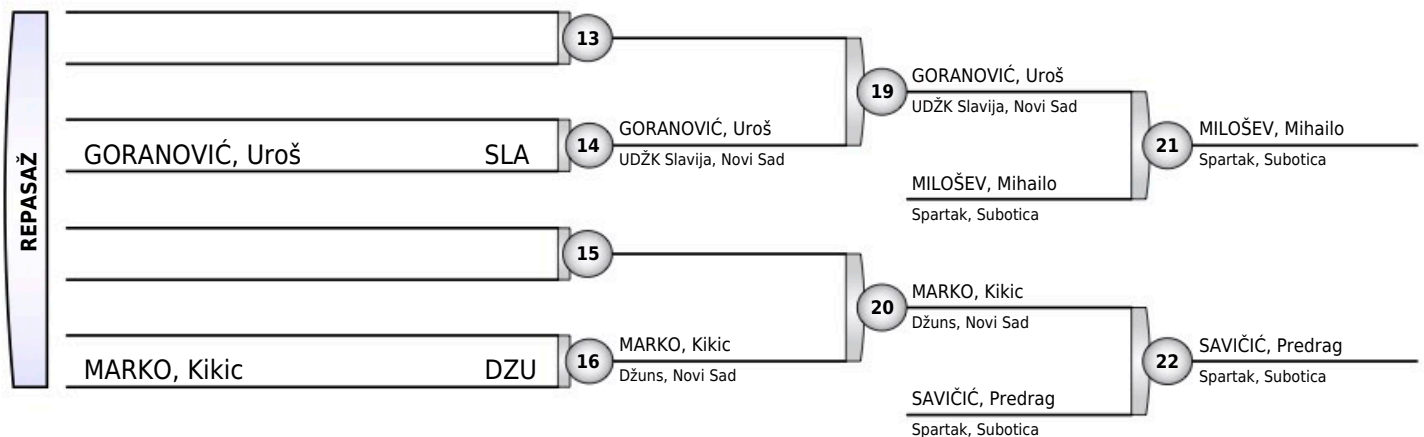 REPASAŽ
13
GORANOVIĆ, Uroš SLA
14
GORANOVIĆ, Uroš
UDŽK Slavija, Novi Sad
19
GORANOVIĆ, Uroš
UDŽK Slavija, Novi Sad
MILOŠEV, Mihailo
Spartak, Subotica
21
MILOŠEV, Mihailo
Spartak, Subotica
15
MARKO, Kikic DZU
16
MARKO, Kikic
Džuns, Novi Sad
20
MARKO, Kikic
Džuns, Novi Sad
SAVIČIĆ, Predrag
Spartak, Subotica
22
SAVIČIĆ, Predrag
Spartak, Subotica